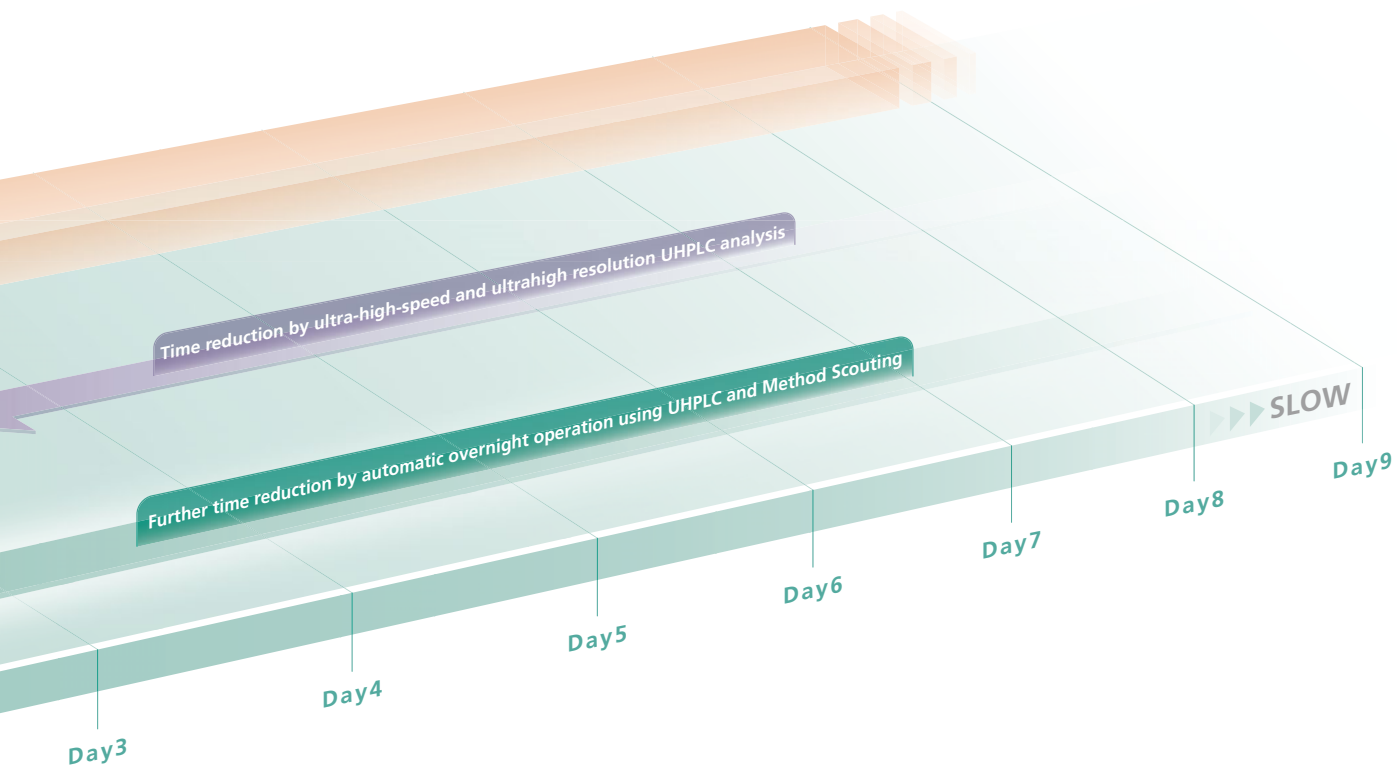 Time reduction by ultra-high-speed and ultrahigh resolution UHPLC analysis
Further time reduction by automatic overnight operation using UHPLC and Method Scouting
SLOW
Day9
Day8
Day7
Day6
Day5
Day4
Day3